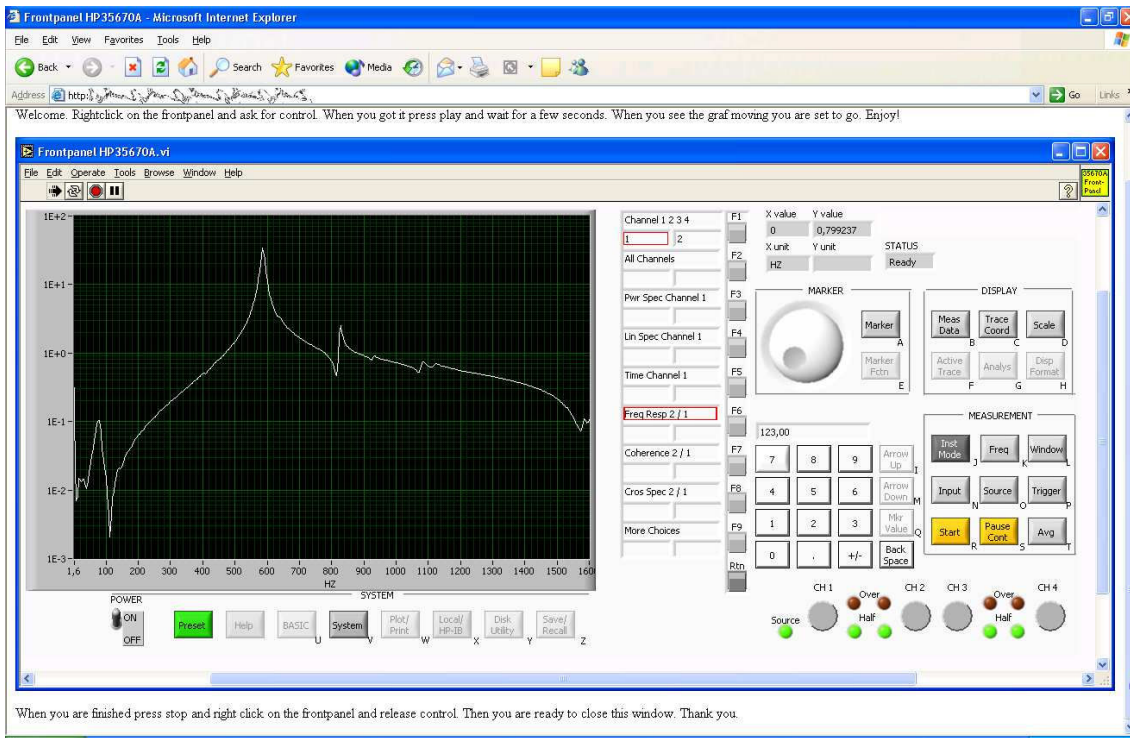 Frontpanel HP35670A - Microsoft Internet Explorer
File Edit View Favorites Tools Help
Back Search Favorites Media
Address http: Go Links
Welcome. Rightclick on the frontpanel and ask for control. When you got it press play and wait for a few seconds. When you see the graf moving you are set to go. Enjoy!
Frontpanel HP35670A.vi
File Edit Operate Tools Browse Window Help
35670A
Front-
Panel
1E+2
1E+1
1E+0
1E-1
1E-2
1E-3
1,6 100 200 300 400 500 600 700 800 900 1000 1100 1200 1300 1400 1500 160
HZ
Channel 1 2 3 4
1 2
All Channels
Pwr Spec Channel 1
Lin Spec Channel 1
Time Channel 1
Freq Resp 2 / 1
Coherence 2 / 1
Cros Spec 2 / 1
More Choices
F1
F2
F3
F4
F5
F6
F7
F8
F9
Rtn
X value Y value
0 0,799237
X unit Y unit STATUS
HZ Ready
MARKER
Marker
A
Marker
Fctn
E
DISPLAY
Meas
Data
B
Trace
Coord
C
Scale
D
Active
Trace
F
Analys
G
Disp
Format
H
123,00
7 8 9 Arrow
Up
I
4 5 6 Arrow
Down
M
1 2 3 Mkr
Value
Q
0 . +/- Back
Space
MEASUREMENT
Inst
Mode
J
Freq
K
Window
L
Input
N
Source
O
Trigger
P
Start
R
Pause
Cont
S
Avg
T
POWER
ON
OFF
SYSTEM
Preset
Help
BASIC
U
System
V
Plot/
Print
W
Local/
HP-IB
X
Disk
Utility
Y
Save/
Recall
Z
CH 1 CH 2 CH 3 CH 4
Over Over
Source Half Half
When you are finished press stop and right click on the frontpanel and release control. Then you are ready to close this window. Thank you.